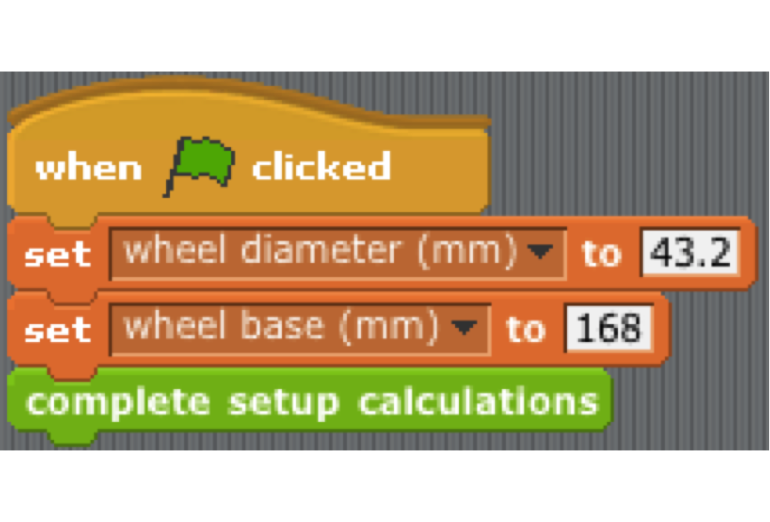 when clicked
set wheel diameter (mm) to 43.2
set wheel base (mm) to 168
complete setup calculations